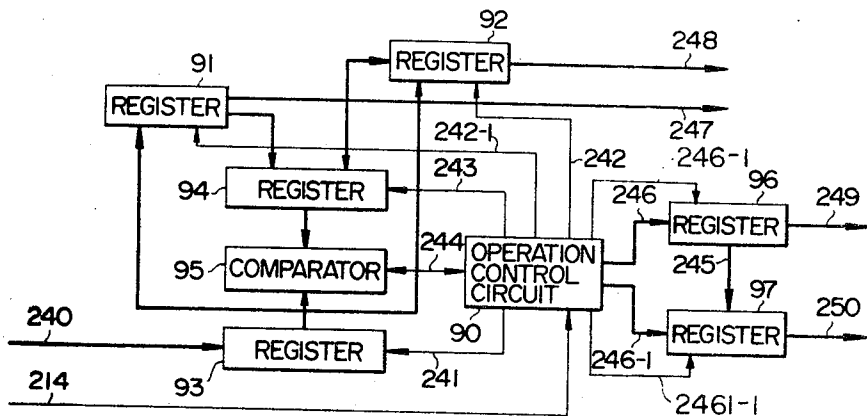 92
REGISTER
248
91
REGISTER
247
242-1
242
246-1
94
REGISTER
243
246
96
REGISTER
249
95
COMPARATOR
244
OPERATION
CONTROL
CIRCUIT
90
245
97
REGISTER
250
240
93
REGISTER
241
246-1
2461-1
214